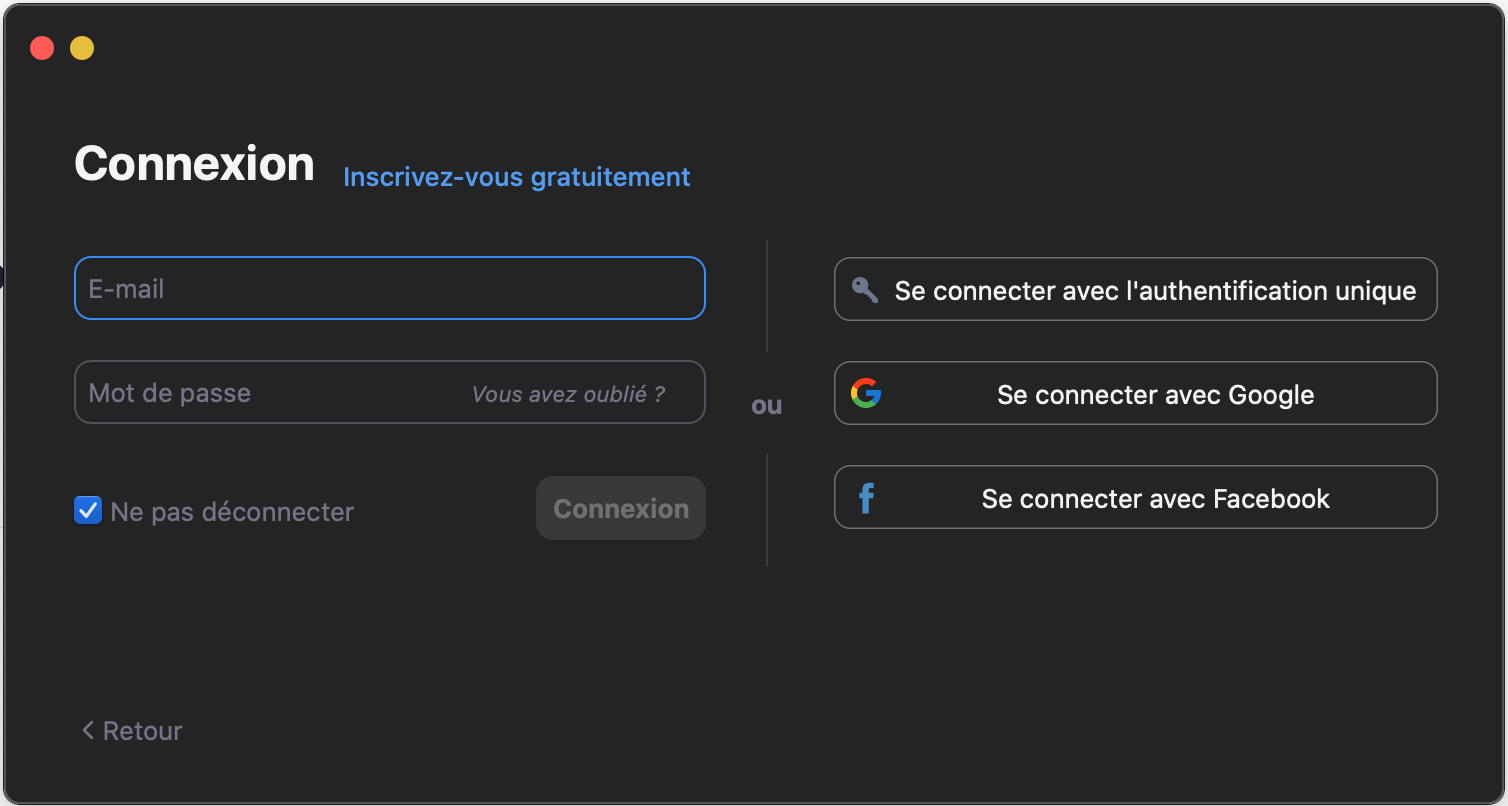 Connexion
Inscrivez-vous gratuitement
E-mail
Mot de passe
Vous avez oublié ?
Ne pas déconnecter
Connexion
ou
Se connecter avec l'authentification unique
Se connecter avec Google
Se connecter avec Facebook
< Retour